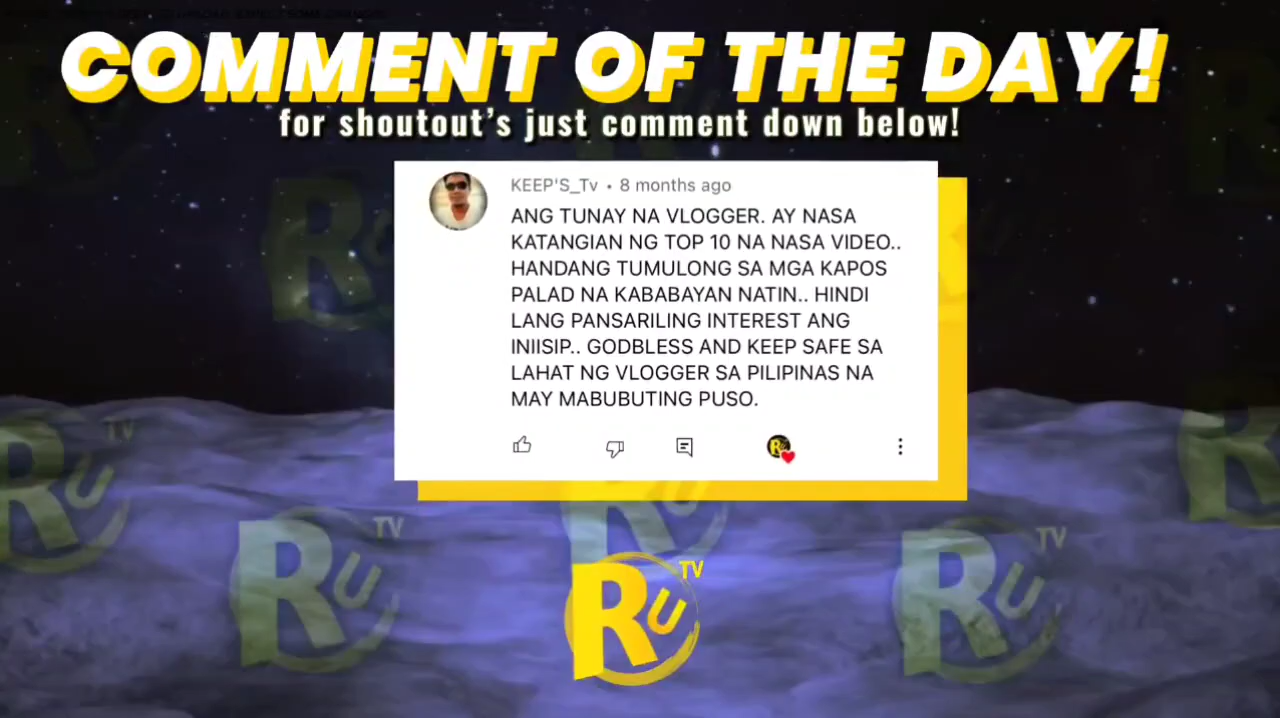 COMMENT OF THE DAY!
for shoutout's just comment down below!
KEEP'S_Tv • 8 months ago
ANG TUNAY NA VLOGGER. AY NASA
KATANGIAN NG TOP 10 NA NASA VIDEO..
HANDANG TUMULONG SA MGA KAPOS
PALAD NA KABABAYAN NATIN.. HINDI
LANG PANSARILING INTEREST ANG
INIISIP.. GODBLESS AND KEEP SAFE SA
LAHAT NG VLOGGER SA PILIPINAS NA
MAY MABUBUTING PUSO.
RU TV